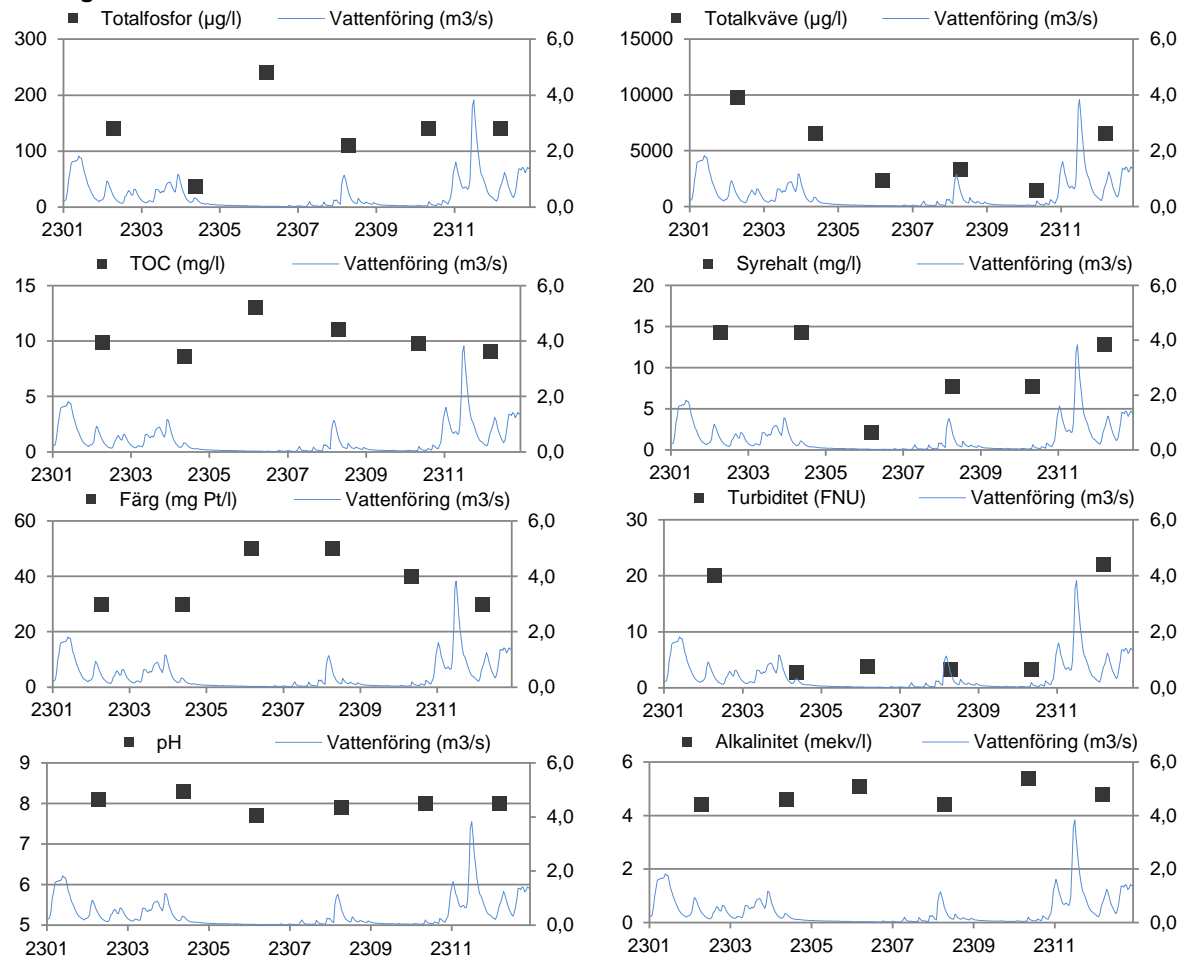 Totalfosfor (µg/l) Vattenföring (m3/s)
300 6,0
200 4,0
100 2,0
0 0,0
2301 2303 2305 2307 2309 2311
Totalkväve (µg/l) Vattenföring (m3/s)
15000 6,0
10000 4,0
5000 2,0
0 0,0
2301 2303 2305 2307 2309 2311
TOC (mg/l) Vattenföring (m3/s)
15 6,0
10 4,0
5 2,0
0 0,0
2301 2303 2305 2307 2309 2311
Syrehalt (mg/l) Vattenföring (m3/s)
20 6,0
15
4,0
10
2,0
5
0 0,0
2301 2303 2305 2307 2309 2311
Färg (mg Pt/l) Vattenföring (m3/s)
60 6,0
40 4,0
20 2,0
0 0,0
2301 2303 2305 2307 2309 2311
Turbiditet (FNU) Vattenföring (m3/s)
30 6,0
20 4,0
10 2,0
0 0,0
2301 2303 2305 2307 2309 2311
pH Vattenföring (m3/s)
9 6,0
8
4,0
7
2,0
6
5 0,0
2301 2303 2305 2307 2309 2311
Alkalinitet (mekv/l) Vattenföring (m3/s)
6 6,0
4 4,0
2 2,0
0 0,0
2301 2303 2305 2307 2309 2311